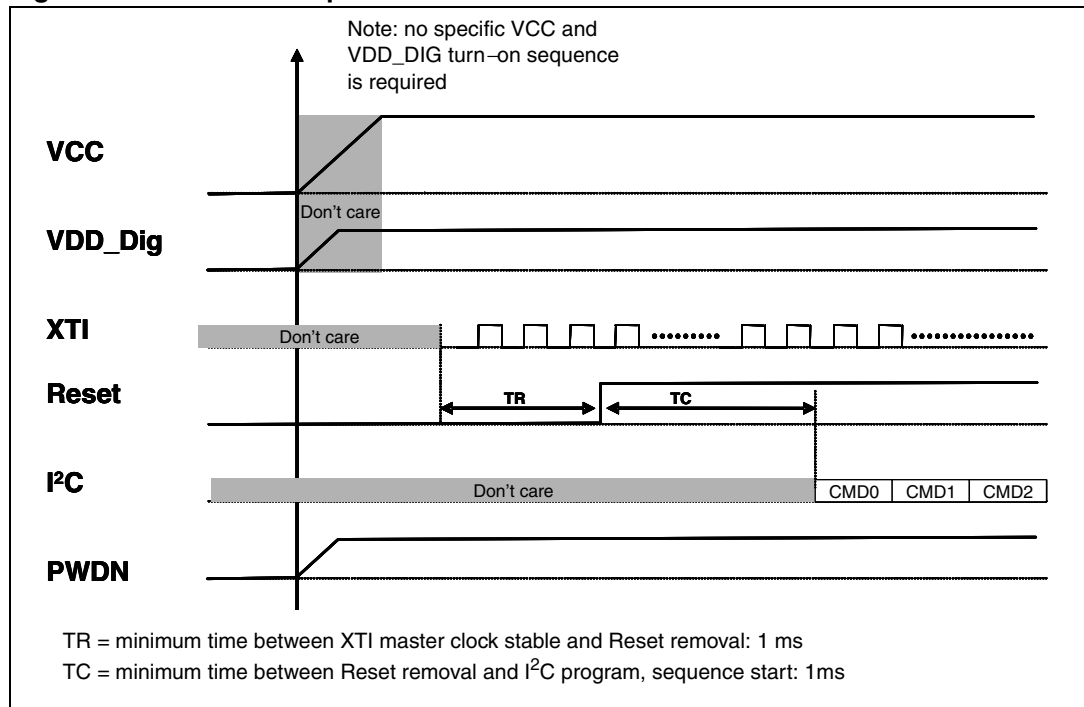 Note: no specific VCC and
VDD_DIG turn–on sequence
is required
VCC
Don't care
VDD_Dig
XTI
Don't care
Reset
TR
TC
I²C
Don't care
CMD0 CMD1 CMD2
PWDN
TR = minimum time between XTI master clock stable and Reset removal: 1 ms
TC = minimum time between Reset removal and I²C program, sequence start: 1ms